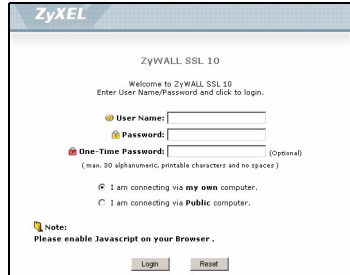 ZyXEL
ZyWALL SSL 10
Welcome to ZyWALL SSL 10
Enter User Name/Password and click to login.
User Name:
Password:
One-Time Password: (Optional)
( max. 30 alphanumeric, printable characters and no spaces )
I am connecting via my own computer.
I am connecting via Public computer.
Note:
Please enable Javascript on your Browser .
Login Reset